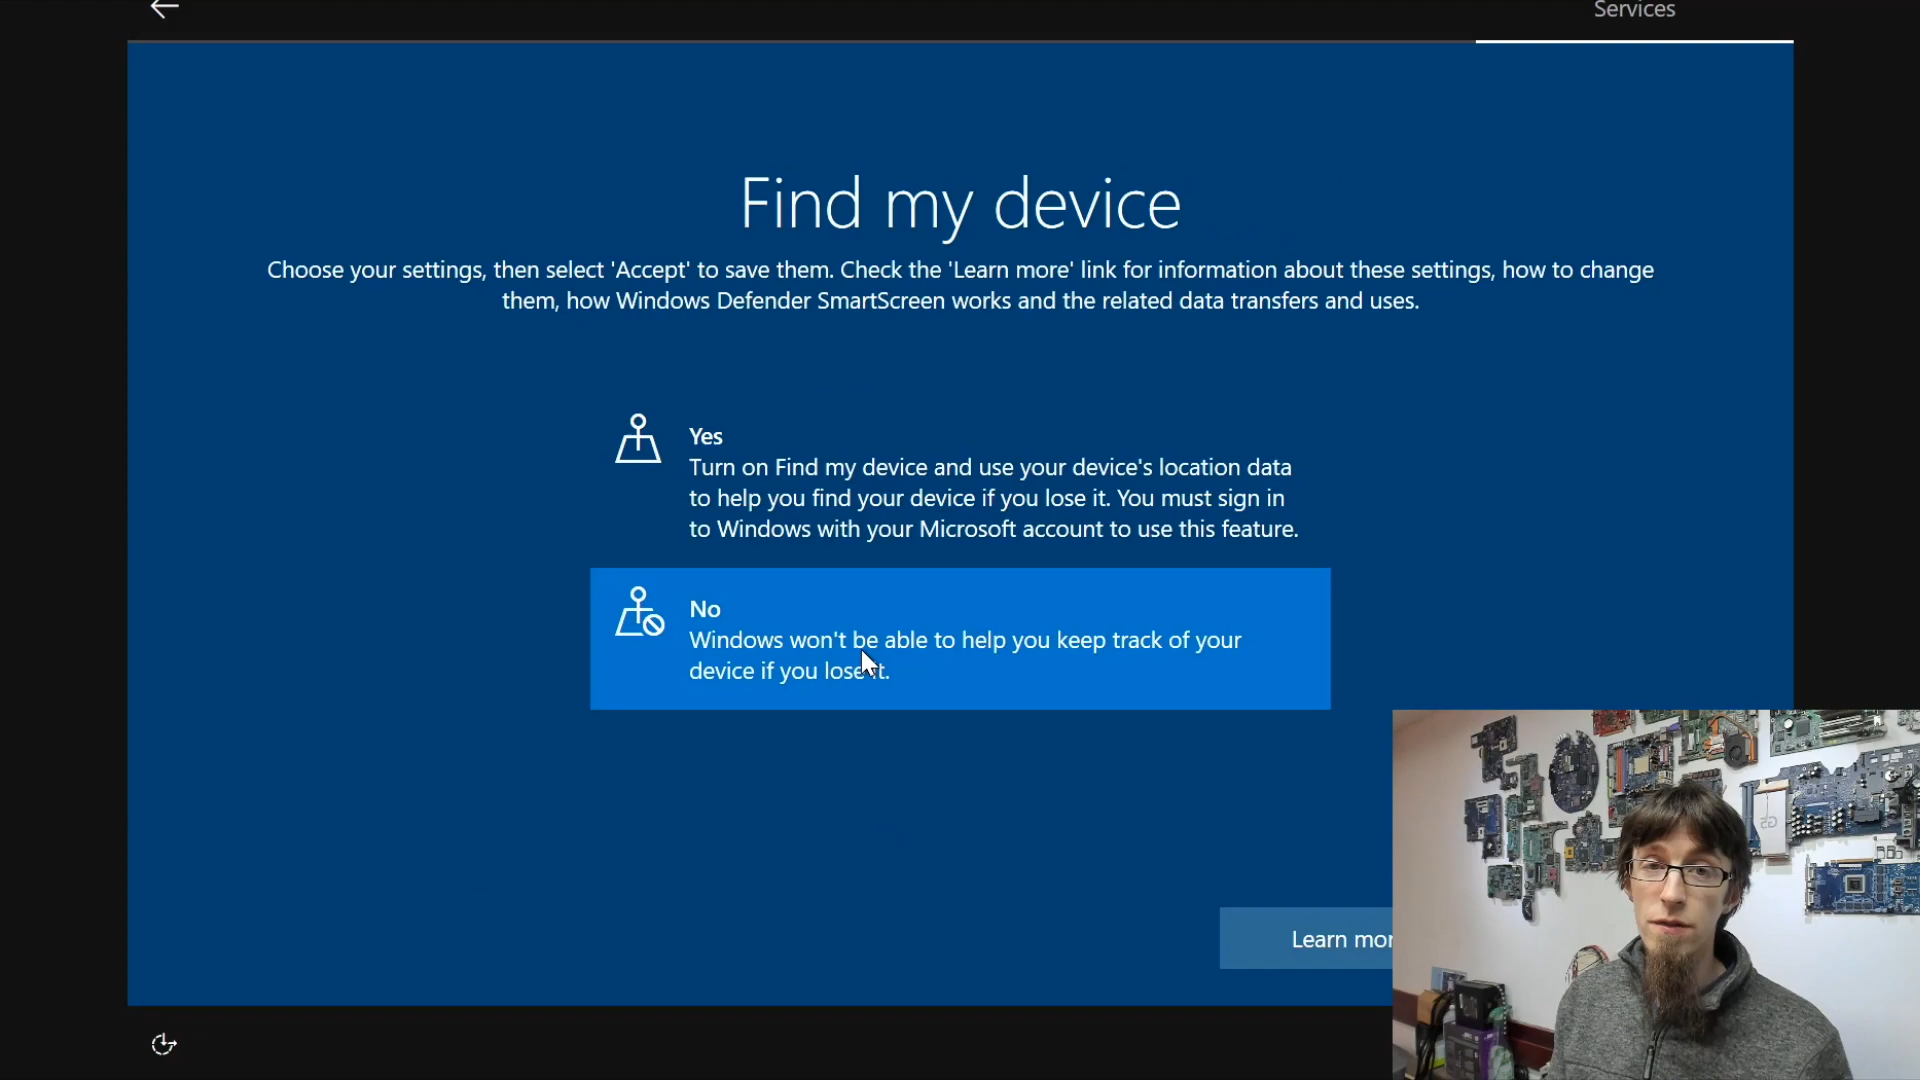 Services
Find my device
Choose your settings, then select 'Accept' to save them. Check the 'Learn more' link for information about these settings, how to change
them, how Windows Defender SmartScreen works and the related data transfers and uses.
Yes
Turn on Find my device and use your device's location data
to help you find your device if you lose it. You must sign in
to Windows with your Microsoft account to use this feature.
No
Windows won't be able to help you keep track of your
device if you lose it.
Learn mor
G5